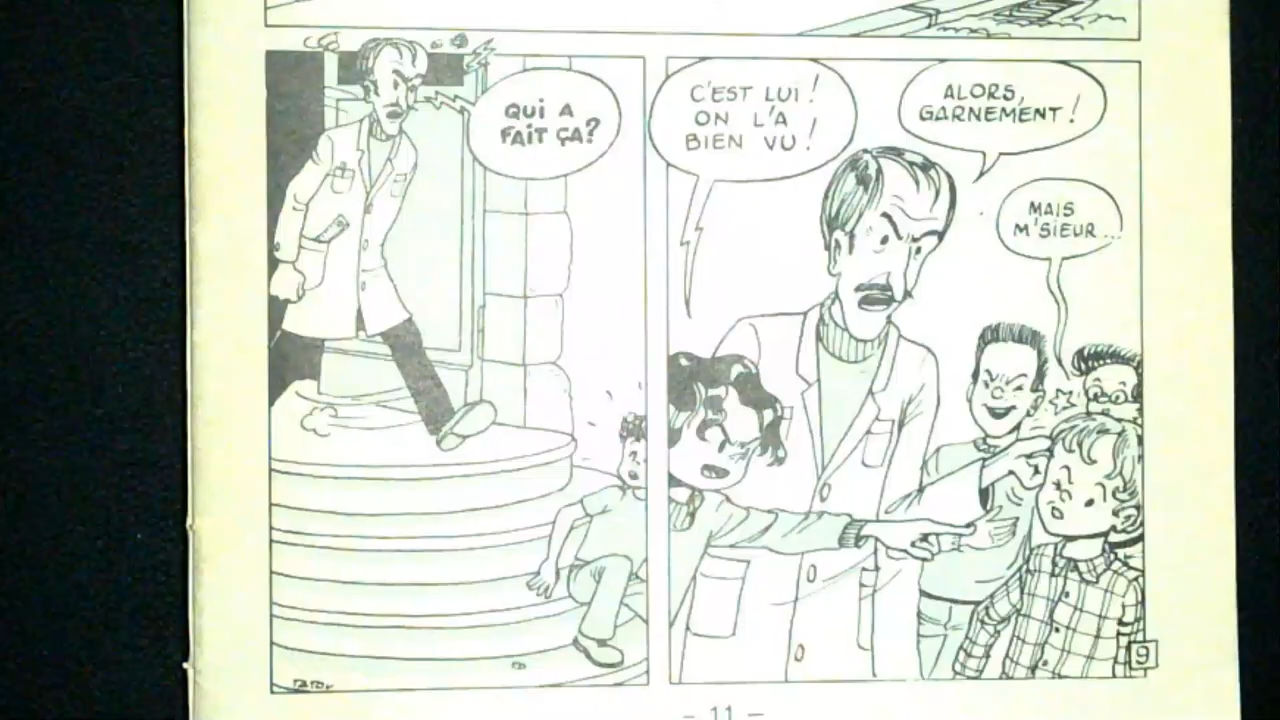 QUI A
FAIT ÇA?
C'EST LUI !
ON L'A
BIEN VU !
ALORS,
GARNEMENT !
MAIS
M'SIEUR...
9
- 11 -